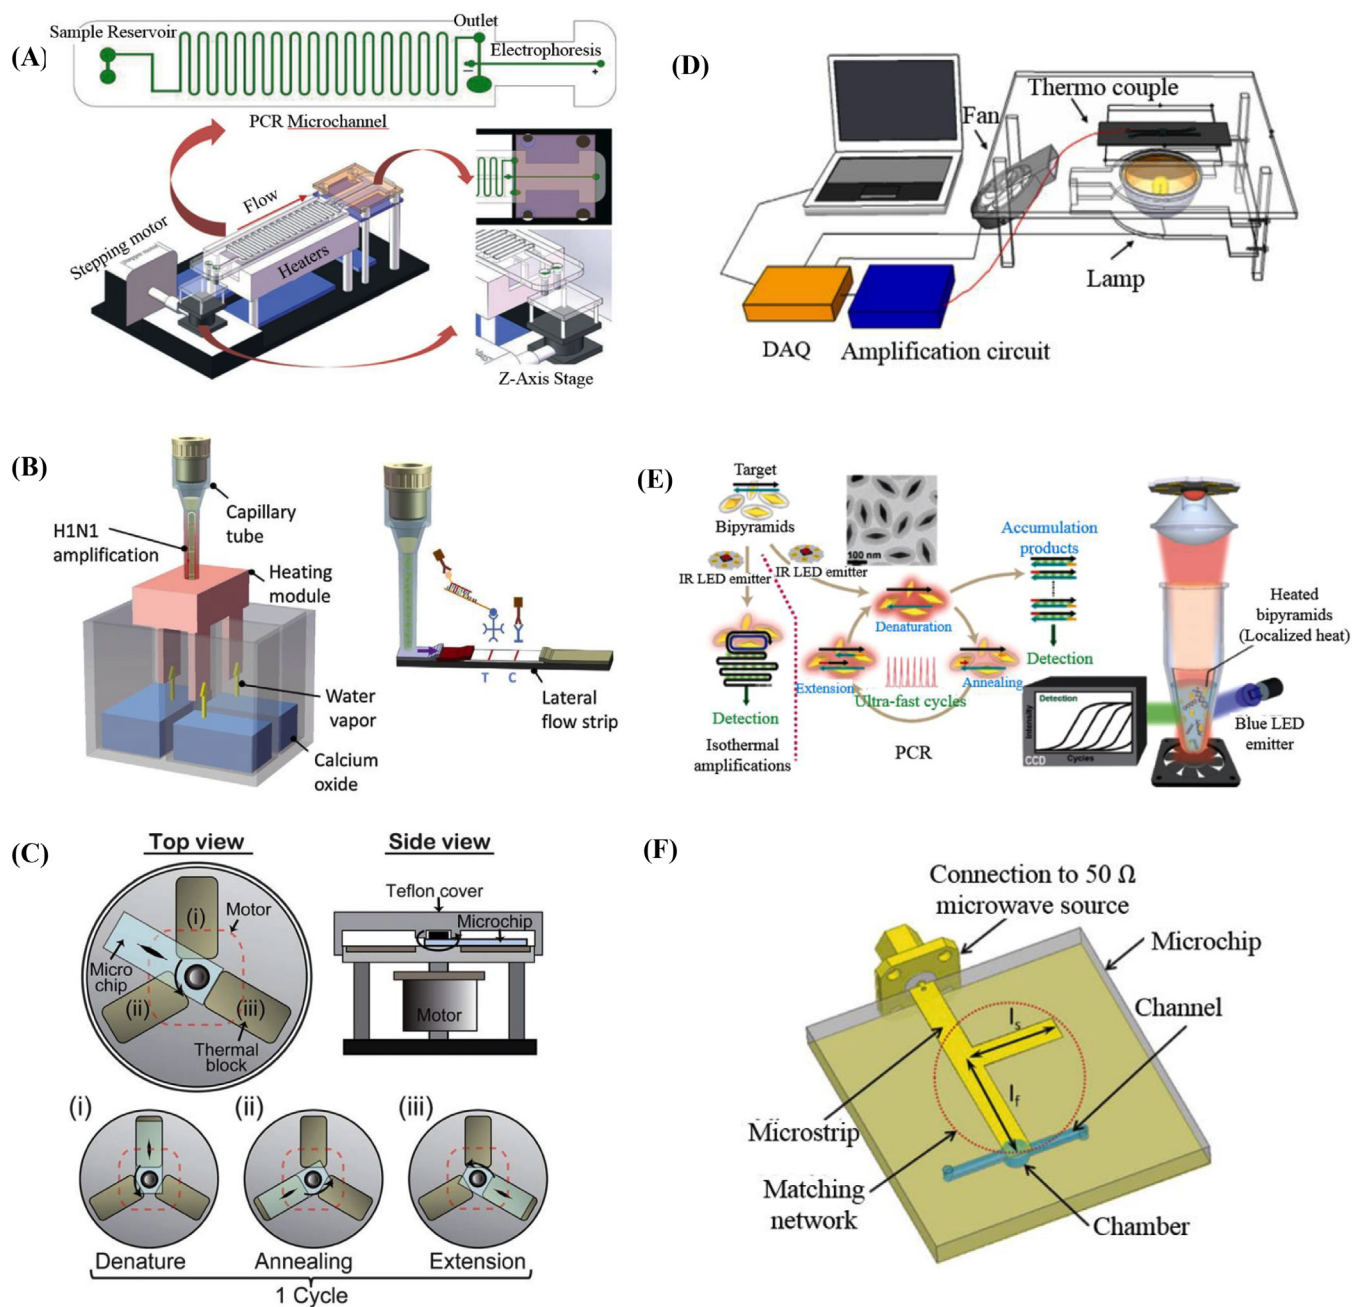 (A)
Sample Reservoir
Outlet
Electrophoresis
−
+
PCR Microchannel
Flow
Stepping motor
Heaters
Z-Axis Stage
(B)
H1N1
amplification
Capillary
tube
Heating
module
Water
vapor
Calcium
oxide
T C
Lateral
flow strip
(C)
Top view
(i)
Motor
Micro
chip
(ii)
(iii)
Thermal
block
Side view
Teflon cover
Microchip
Motor
(i)
(ii)
(iii)
Denature
Annealing
Extension
1 Cycle
(D)
Thermo couple
Fan
Lamp
DAQ
Amplification circuit
(E)
Target
Bipyramids
IR LED emitter
IR LED emitter
100 nm
Accumulation
products
Denaturation
Extension
Annealing
Ultra-fast cycles
PCR
Detection
Isothermal
amplifications
Detection
Heated
bipyramids
(Localized heat)
Detection
Intensity
Cycles
CCD
Blue LED
emitter
(F)
Connection to 50 Ω
microwave source
Microchip
Channel
ls
lf
Microstrip
Matching
network
Chamber